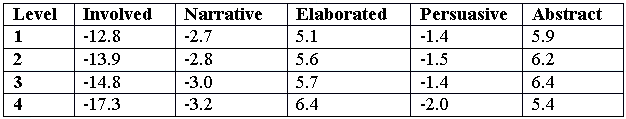 Level Involved Narrative Elaborated Persuasive Abstract
1 -12.8 -2.7 5.1 -1.4 5.9
2 -13.9 -2.8 5.6 -1.5 6.2
3 -14.8 -3.0 5.7 -1.4 6.4
4 -17.3 -3.2 6.4 -2.0 5.4